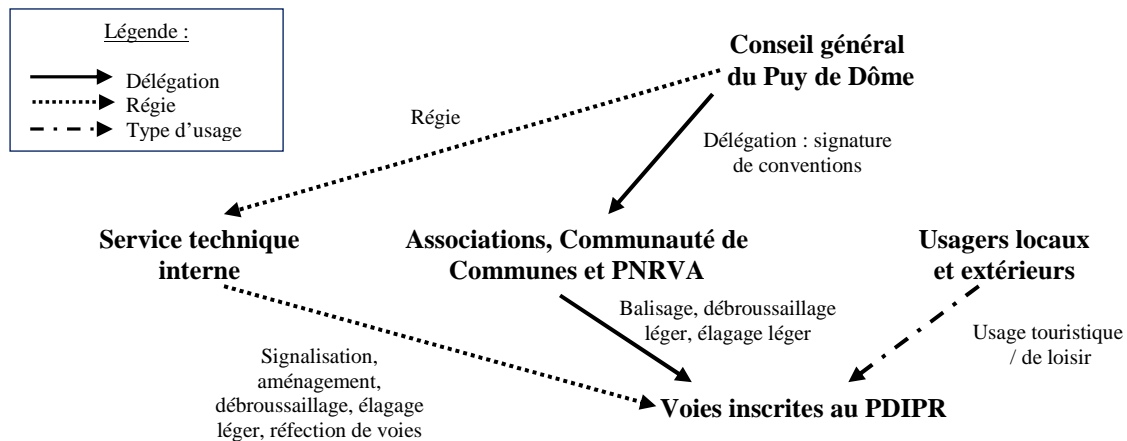 Légende :
Délégation
Régie
Type d'usage
Conseil général
du Puy de Dôme
Régie
Délégation : signature
de conventions
Service technique
interne
Associations, Communauté de
Communes et PNRVA
Usagers locaux
et extérieurs
Balisage, débroussaillage
léger, élagage léger
Usage touristique
/ de loisir
Signalisation,
aménagement,
débroussaillage, élagage
léger, réfection de voies
Voies inscrites au PDIPR